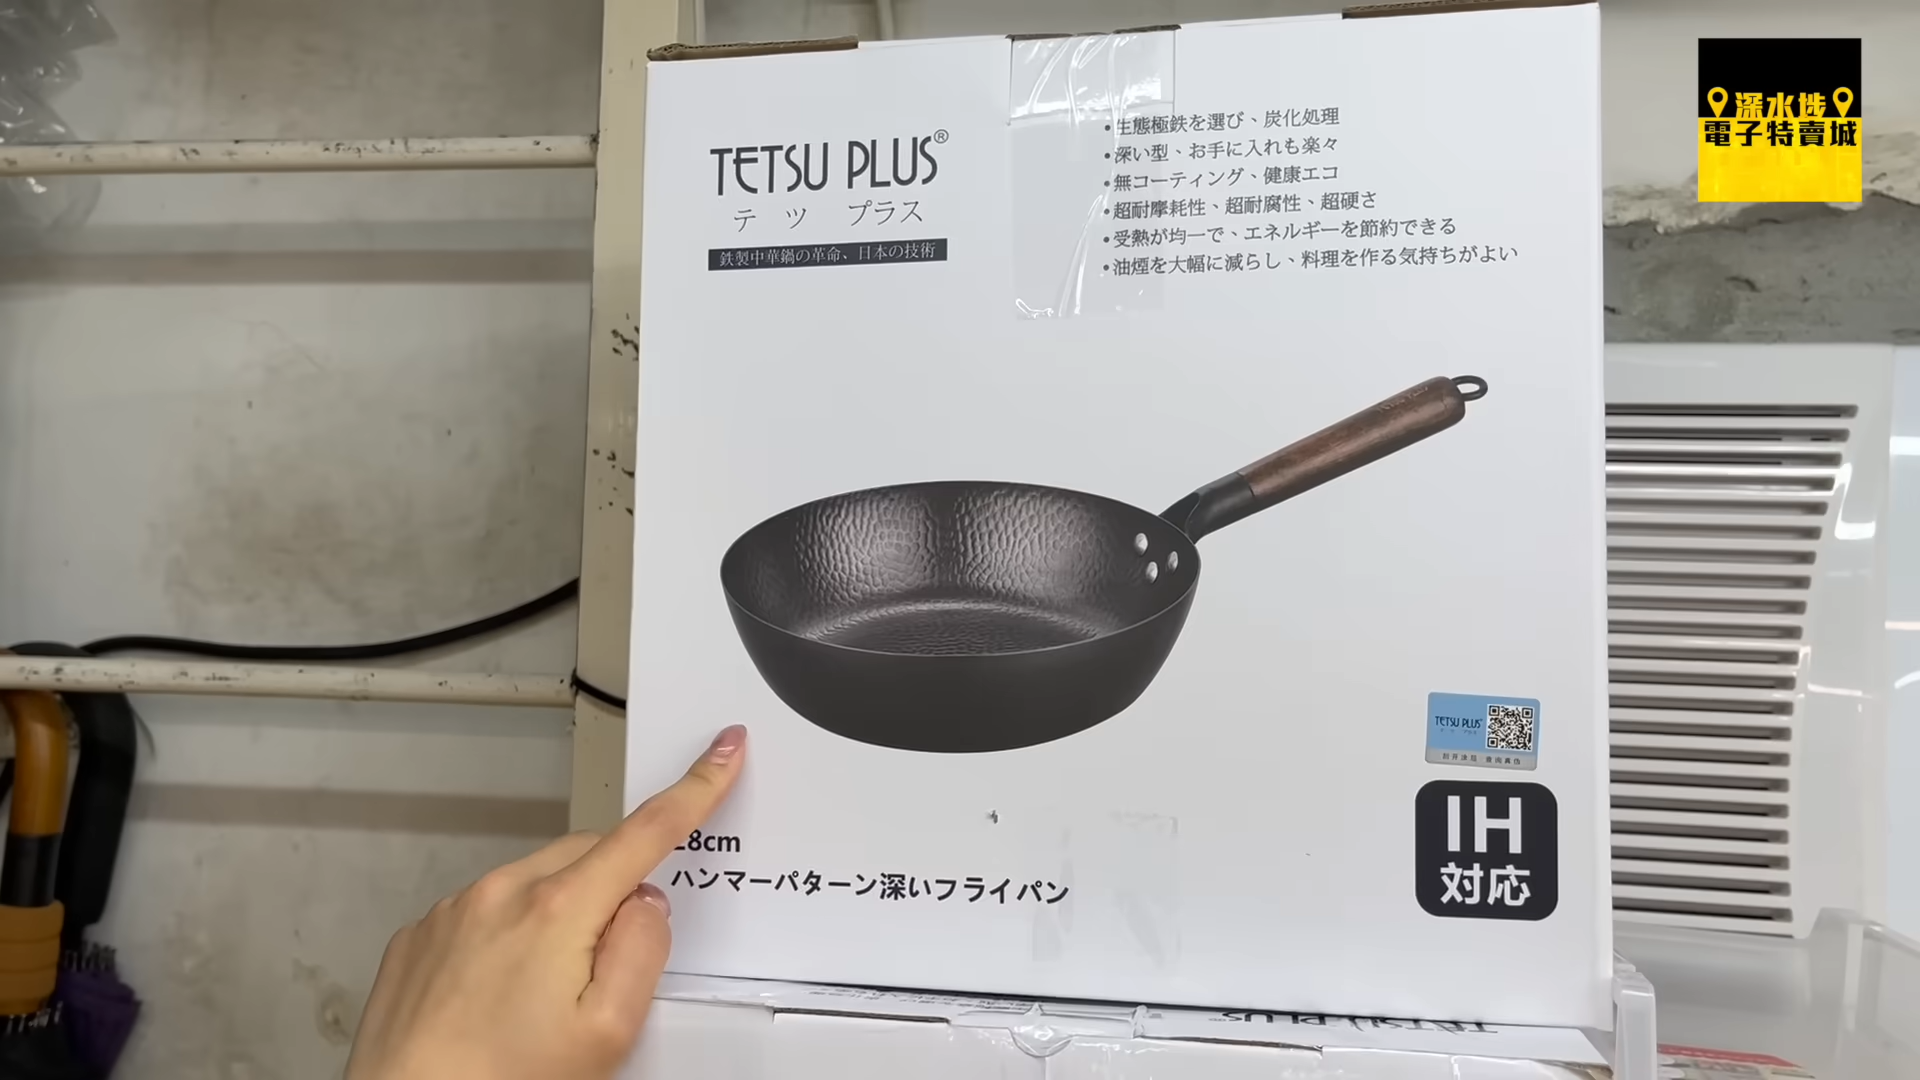 TETSU PLUS®
テツ プラス
鉄製中華鍋の革命、日本の技術
•生態極鉄を選び、炭化処理
•深い型、お手に入れも楽々
•無コーティング、健康エコ
•超耐摩耗性、超耐腐性、超硬さ
•受熱が均一で、エネルギーを節約できる
•油煙を大幅に減らし、料理を作る気持ちがよい
深水埗
電子特賣城
TETSU PLUS
IH
対応
8cm
ハンマーパターン深いフライパン
TETSU PLUS®